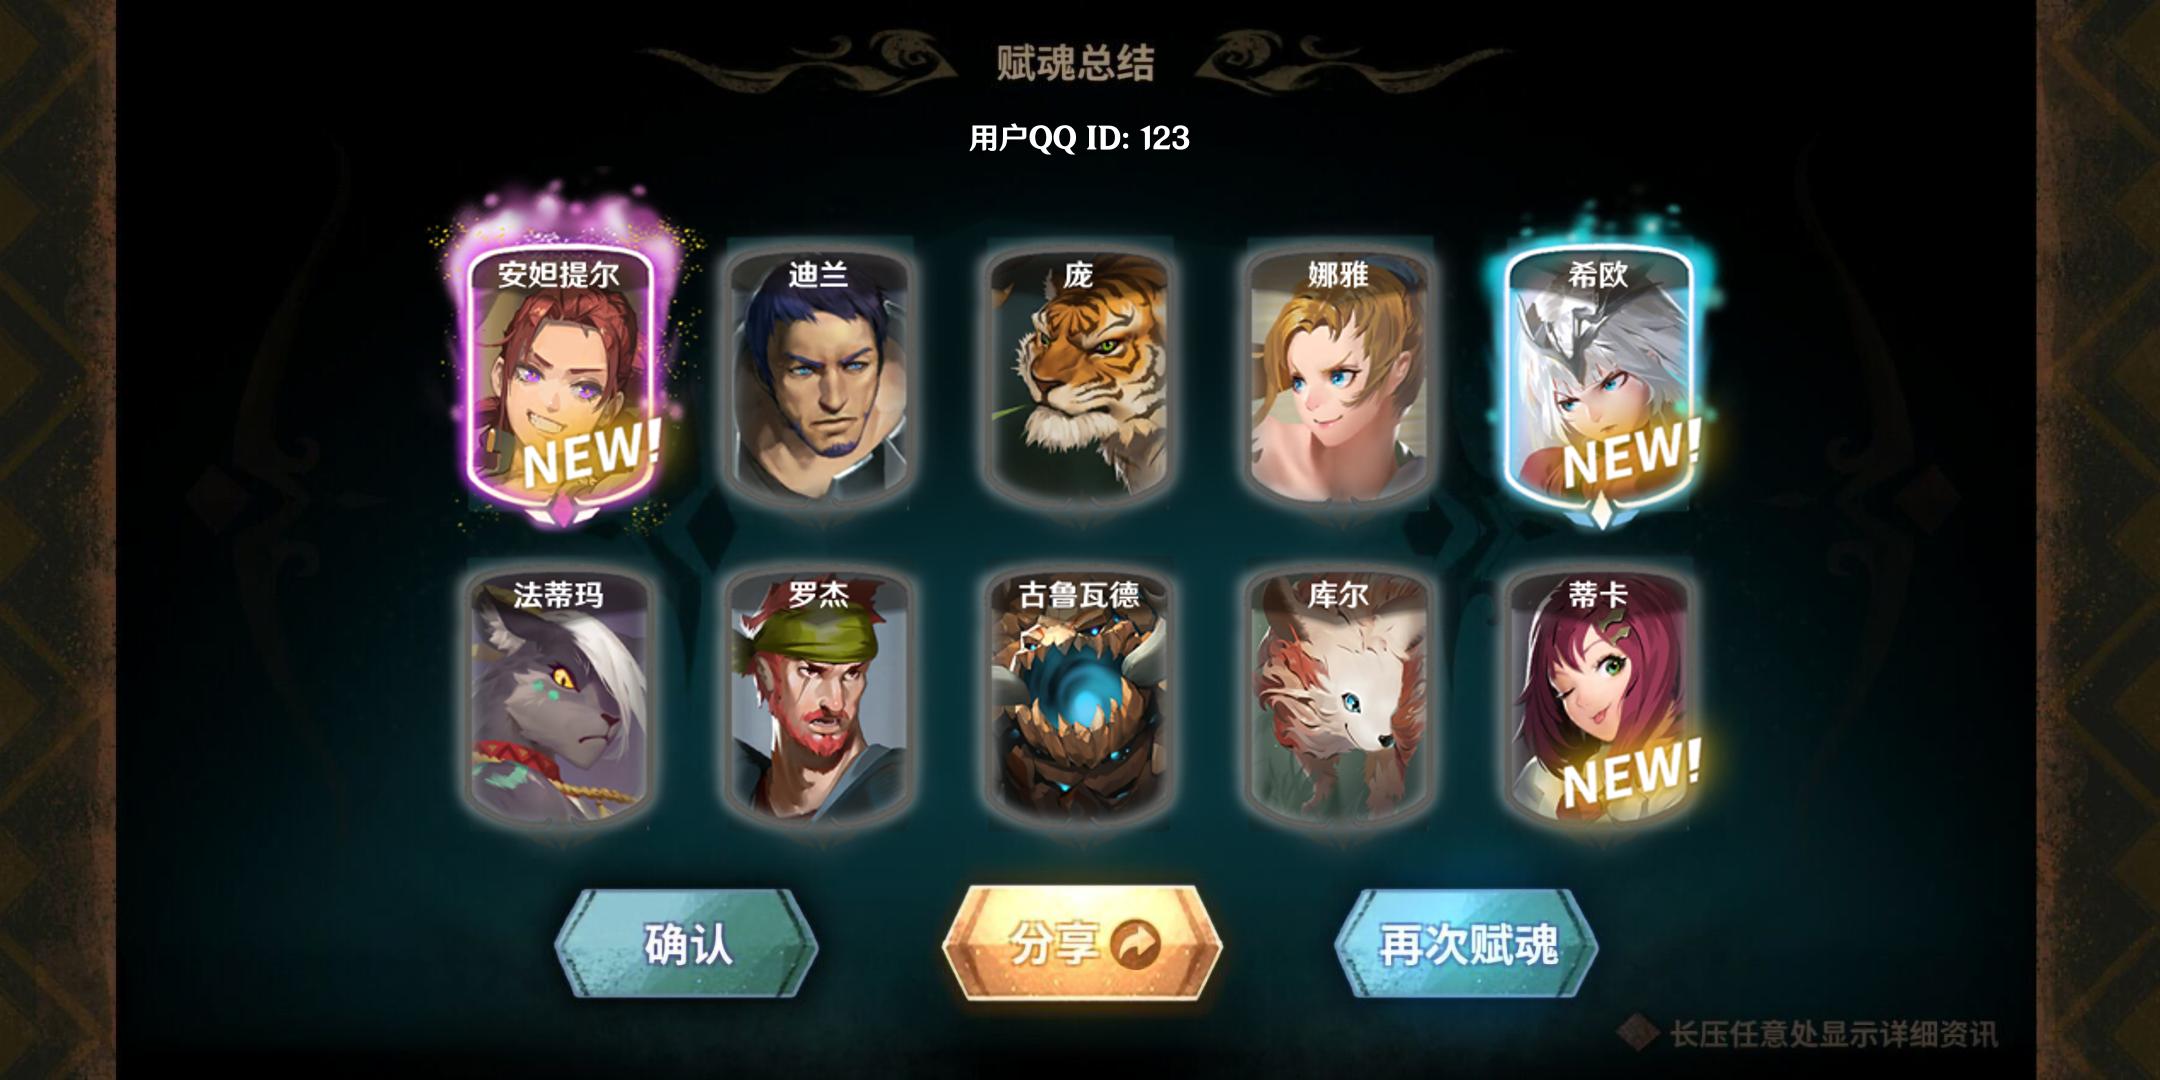 赋魂总结
用户QQ ID: 123
安妲提尔
迪兰
庞
娜雅
希欧
NEW!
NEW!
法蒂玛
罗杰
古鲁瓦德
库尔
蒂卡
NEW!
确认
分享
再次赋魂
长压任意处显示详细资讯